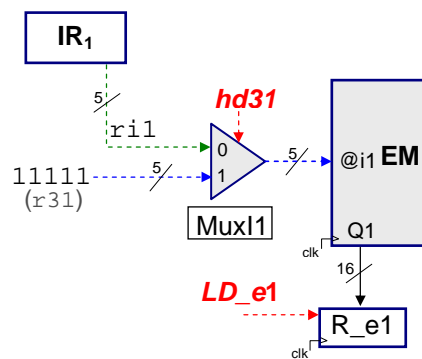 IR₁
5
hd31
ri1
0
5
@i1 EM
11111
5
1
(r31)
MuxI1
Q1
clk
16
LD_e1
R_e1
clk